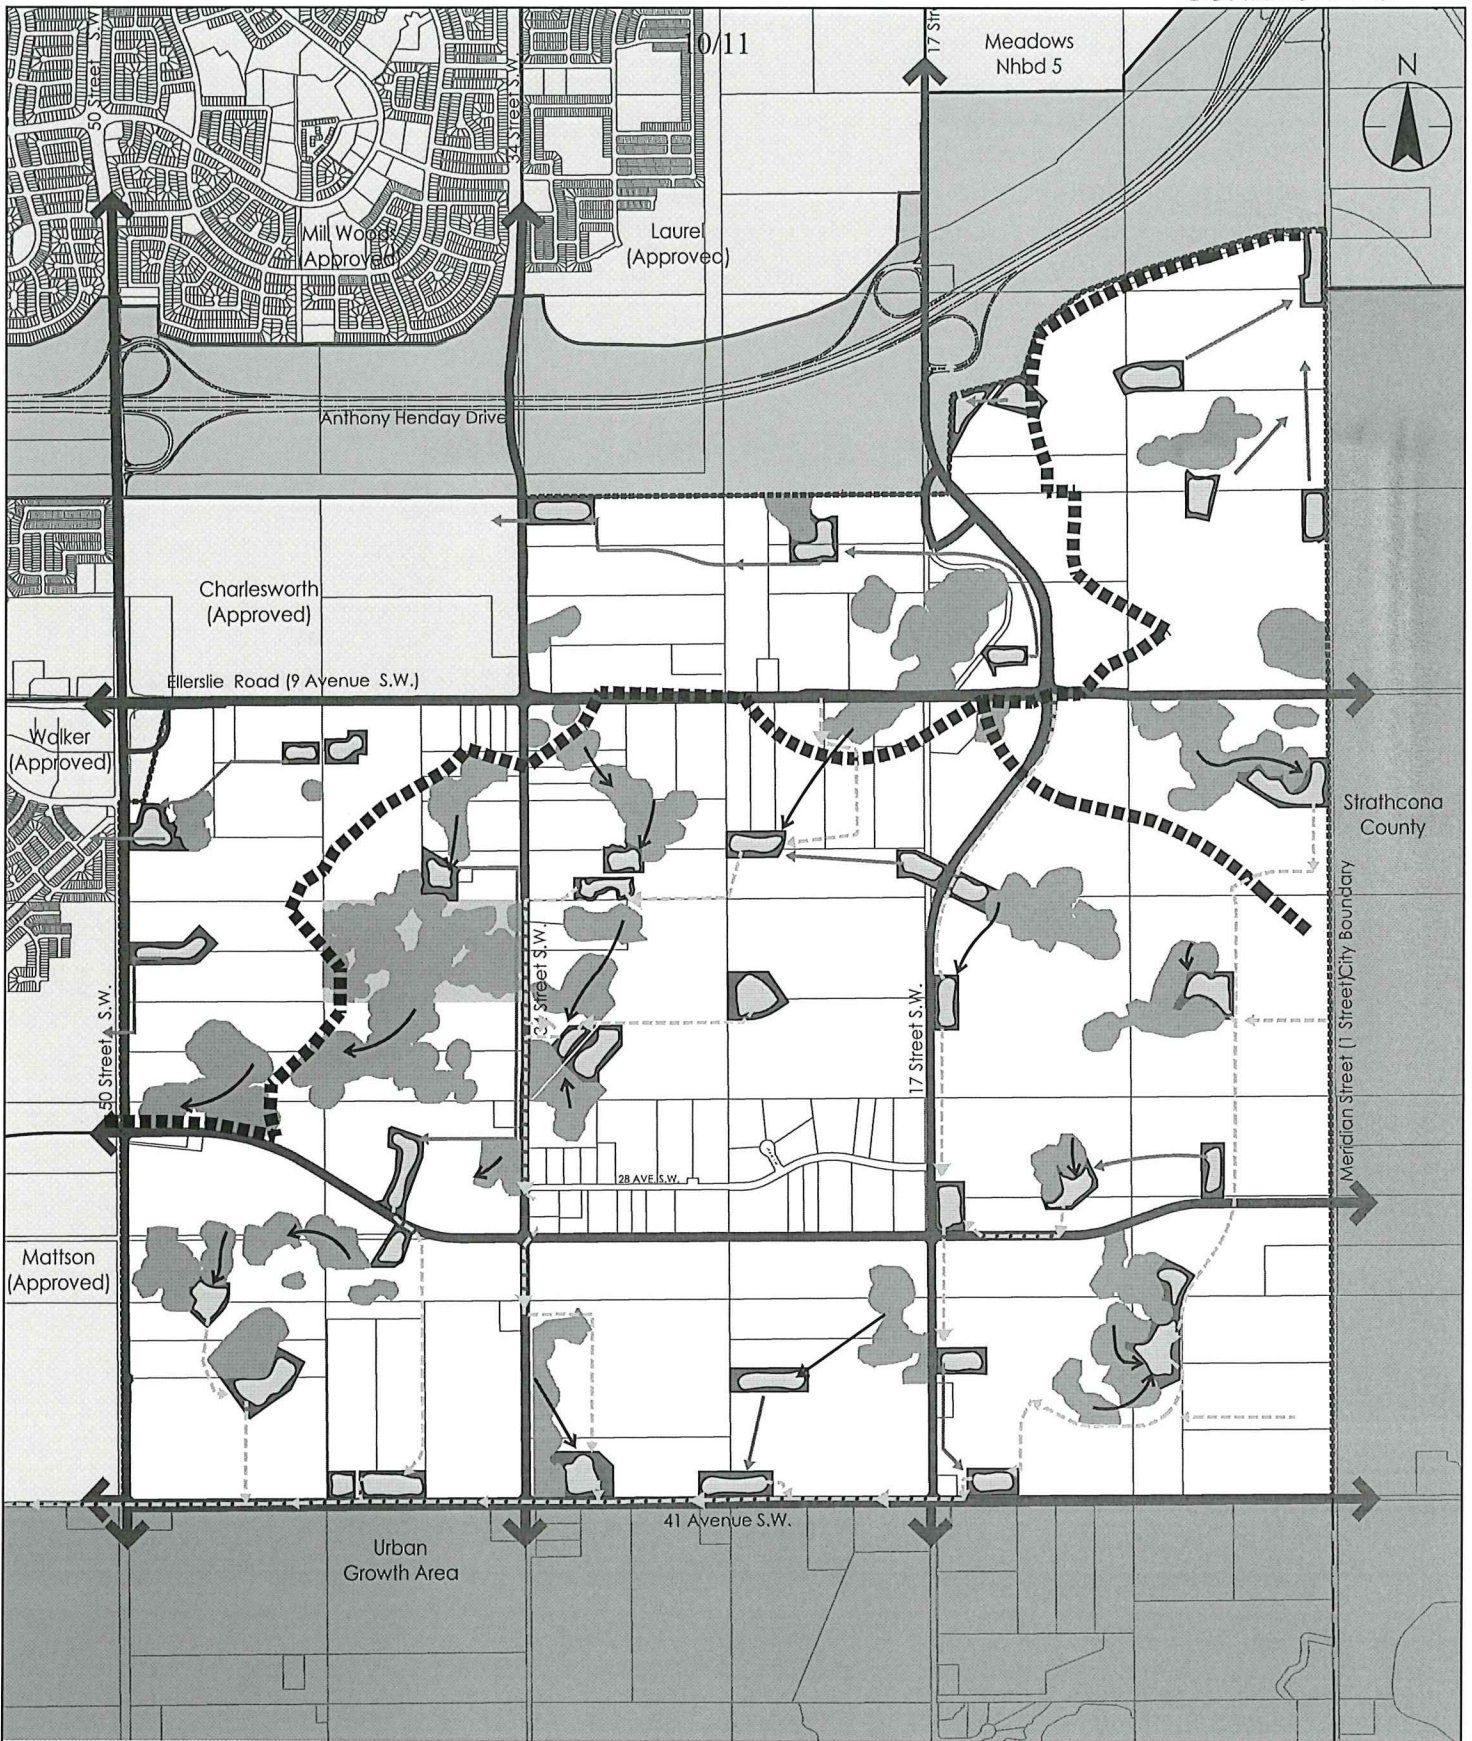 10/11
50 Street S.W.
34 Street S.W.
17 Str
Meadows
Nhbd 5
N
Mill Woods
(Approved)
Laurel
(Approved)
Anthony Henday Drive
Charlesworth
(Approved)
Ellerslie Road (9 Avenue S.W.)
Walker
(Approved)
Strathcona
County
50 Street S.W.
34 Street S.W.
17 Street S.W.
Meridian Street (1 Street)City Boundary
28 AVE.S.W.
Mattson
(Approved)
41 Avenue S.W.
Urban
Growth Area